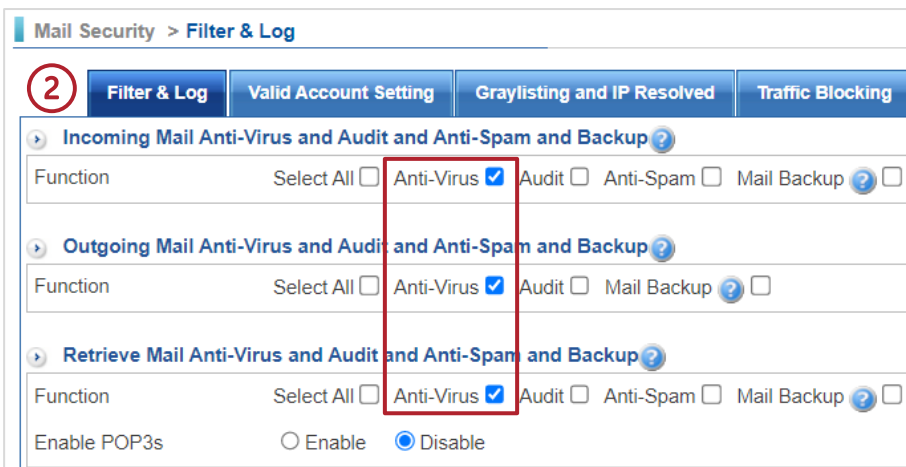 Mail Security > Filter & Log
2
Filter & Log Valid Account Setting Graylisting and IP Resolved Traffic Blocking
Incoming Mail Anti-Virus and Audit and Anti-Spam and Backup ?
Function Select All Anti-Virus Audit Anti-Spam Mail Backup ?
Outgoing Mail Anti-Virus and Audit and Anti-Spam and Backup ?
Function Select All Anti-Virus Audit Mail Backup ?
Retrieve Mail Anti-Virus and Audit and Anti-Spam and Backup ?
Function Select All Anti-Virus Audit Anti-Spam Mail Backup ?
Enable POP3s Enable Disable